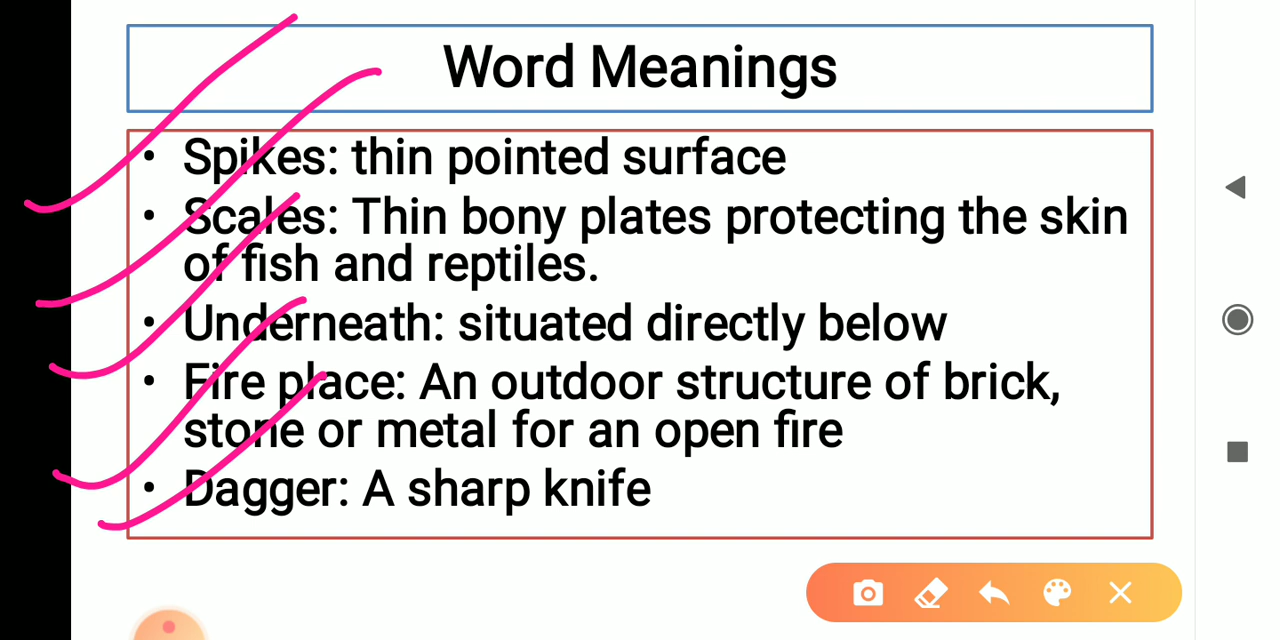 Word Meanings
• Spikes: thin pointed surface
• Scales: Thin bony plates protecting the skin
of fish and reptiles.
• Underneath: situated directly below
• Fire place: An outdoor structure of brick,
stone or metal for an open fire
• Dagger: A sharp knife